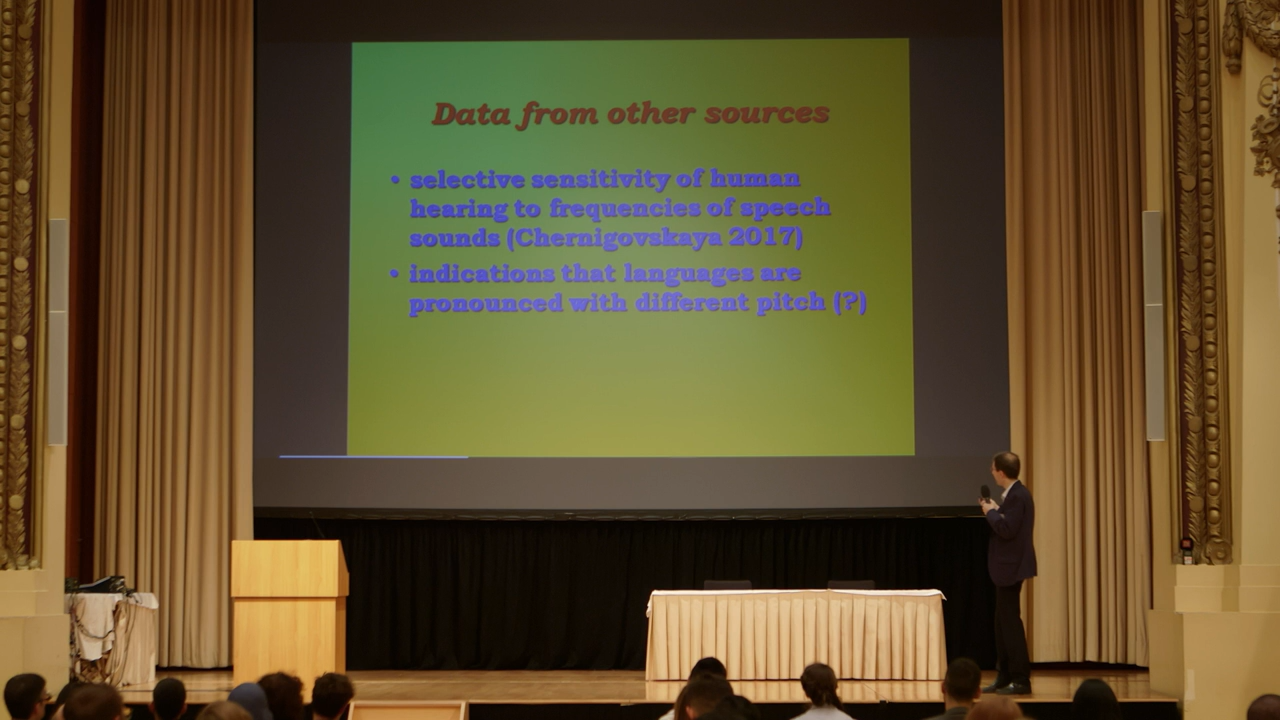 Data from other sources
• selective sensitivity of human
hearing to frequencies of speech
sounds (Chernigovskaya 2017)
• indications that languages are
pronounced with different pitch (?)